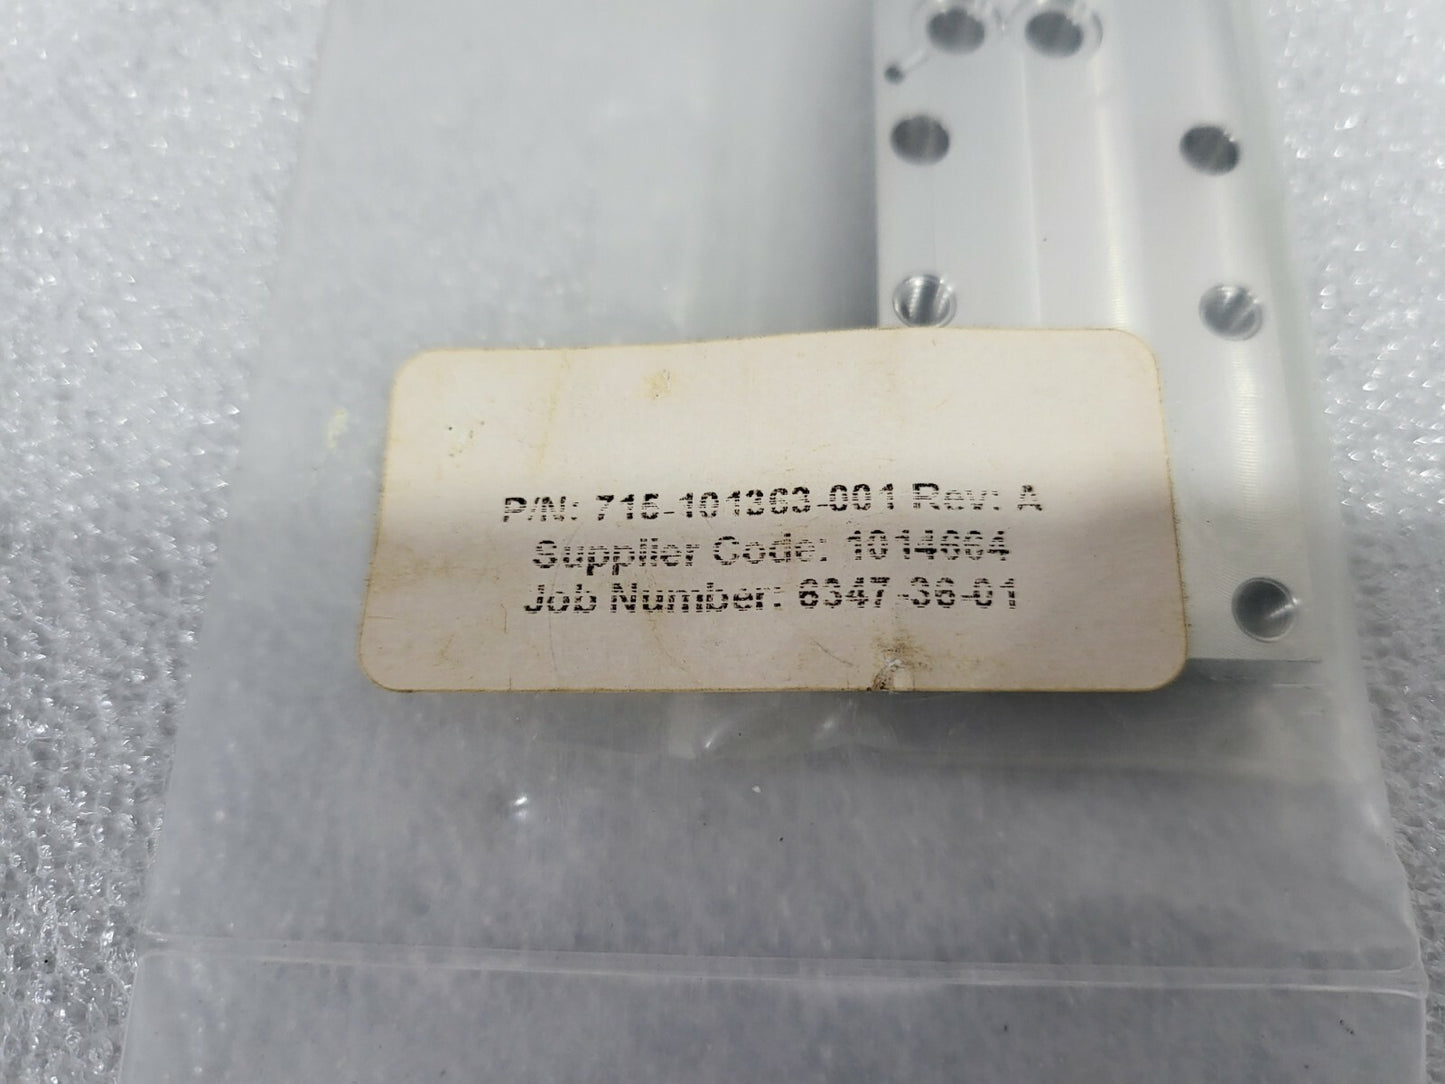 P/N: 715-101363-001 Rev: A
Supplier Code: 1014664
Job Number: 6347-36-01